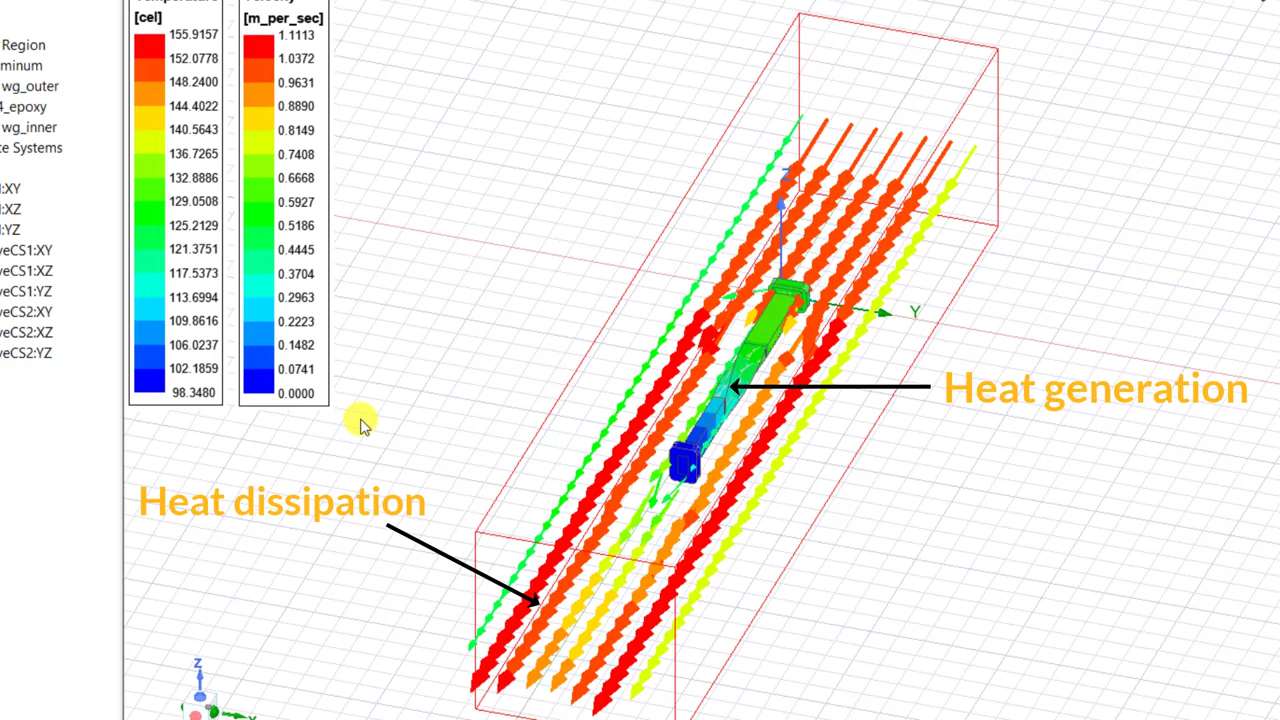 [cel]
[m_per_sec]
155.9157
152.0778
148.2400
144.4022
140.5643
136.7265
132.8886
129.0508
125.2129
121.3751
117.5373
113.6994
109.8616
106.0237
102.1859
98.3480
1.1113
1.0372
0.9631
0.8890
0.8149
0.7408
0.6668
0.5927
0.5186
0.4445
0.3704
0.2963
0.2223
0.1482
0.0741
0.0000
Region
minum
wg_outer
4_epoxy
wg_inner
te Systems
:XY
:XZ
:YZ
veCS1:XY
veCS1:XZ
veCS1:YZ
veCS2:XY
veCS2:XZ
veCS2:YZ
Z
Y
Heat generation
Heat dissipation
Z